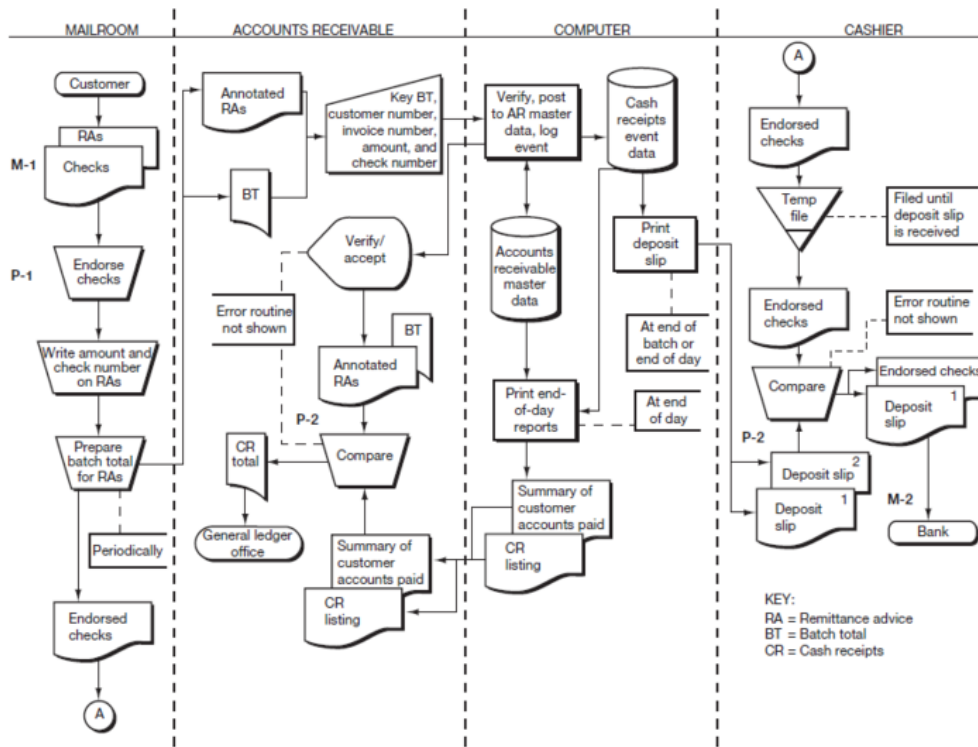 MAILROOM
ACCOUNTS RECEIVABLE
COMPUTER
CASHIER
Customer
RAs
M-1
Checks
P-1
Endorse
checks
Write amount and
check number
on RAs
Prepare
batch total
for RAs
Periodically
Endorsed
checks
A
Annotated
RAs
Key BT,
customer number,
invoice number,
amount, and
check number
BT
Verify/
accept
Error routine
not shown
BT
Annotated
RAs
P-2
CR
total
Compare
General ledger
office
Summary of
customer
accounts paid
CR
listing
Verify, post
to AR master
data, log
event
Cash
receipts
event
data
Accounts
receivable
master
data
Print
deposit
slip
At end of
batch or
end of day
Print end-
of-day
reports
At end
of day
Summary of
customer
accounts paid
CR
listing
A
Endorsed
checks
Temp
file
Filed until
deposit slip
is received
Endorsed
checks
Error routine
not shown
Compare
Endorsed checks
1
Deposit
slip
P-2
2
Deposit slip
1
Deposit
slip
M-2
Bank
KEY:
RA = Remittance advice
BT = Batch total
CR = Cash receipts